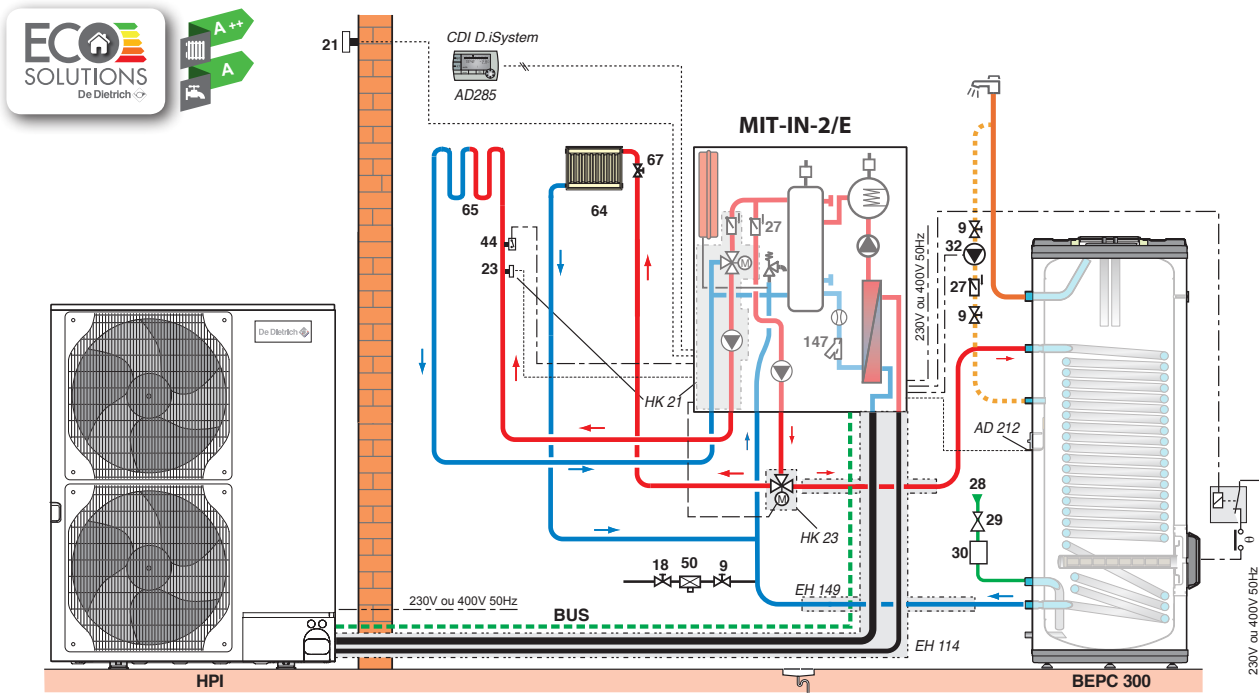 ECO
SOLUTIONS
De Dietrich
A ++
A
21
CDI D.iSystem
AD285
MIT-IN-2/E
67
64
65
44
23
27
M
147
HK 21
M
HK 23
230V ou 400V 50Hz
9
32
27
9
AD 212
28
29
30
θ
230V ou 400V 50Hz
De Dietrich
18
50
9
EH 149
230V ou 400V 50Hz
BUS
EH 114
HPI
BEPC 300